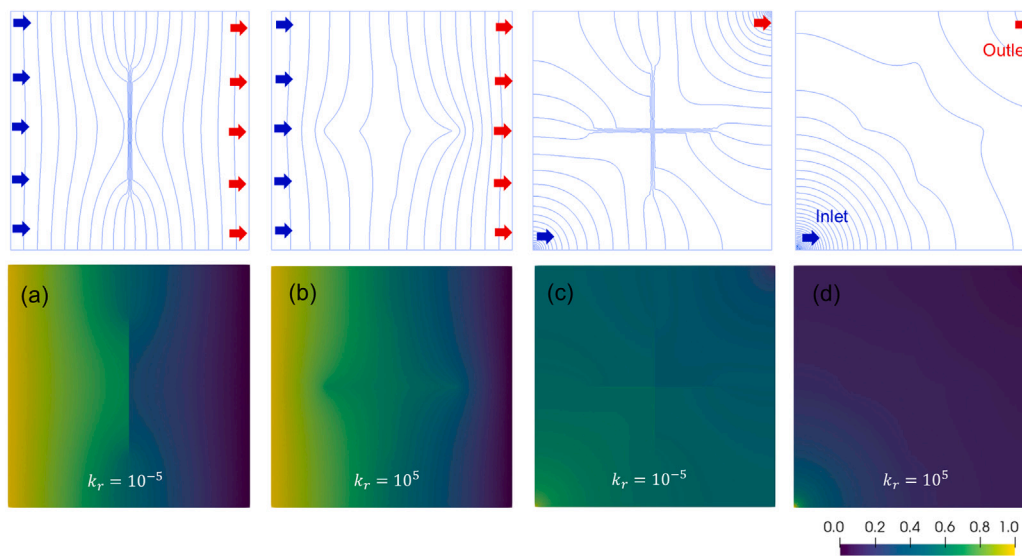 Outle
Inlet
(a)
(b)
(c)
(d)
$k_r = 10^{-5}$
$k_r = 10^{5}$
$k_r = 10^{-5}$
$k_r = 10^{5}$
0.0 0.2 0.4 0.6 0.8 1.0